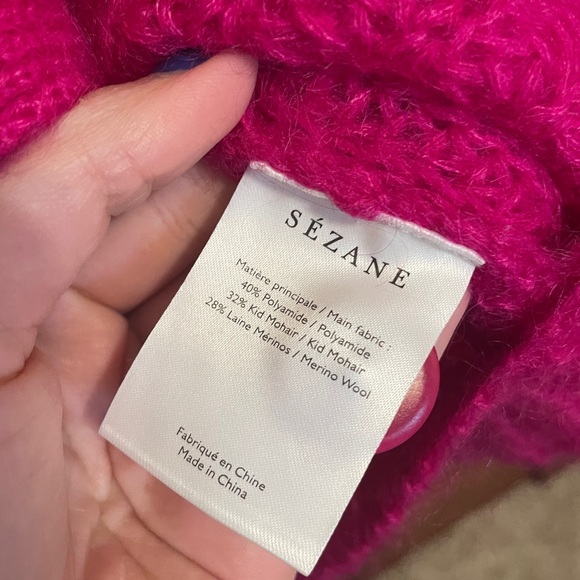 SÉZANE
Matière principale / Main fabric :
40% Polyamide / Polyamide
32% Kid Mohair / Kid Mohair
28% Laine Mérinos / Merino Wool
Fabriqué en Chine
Made in China